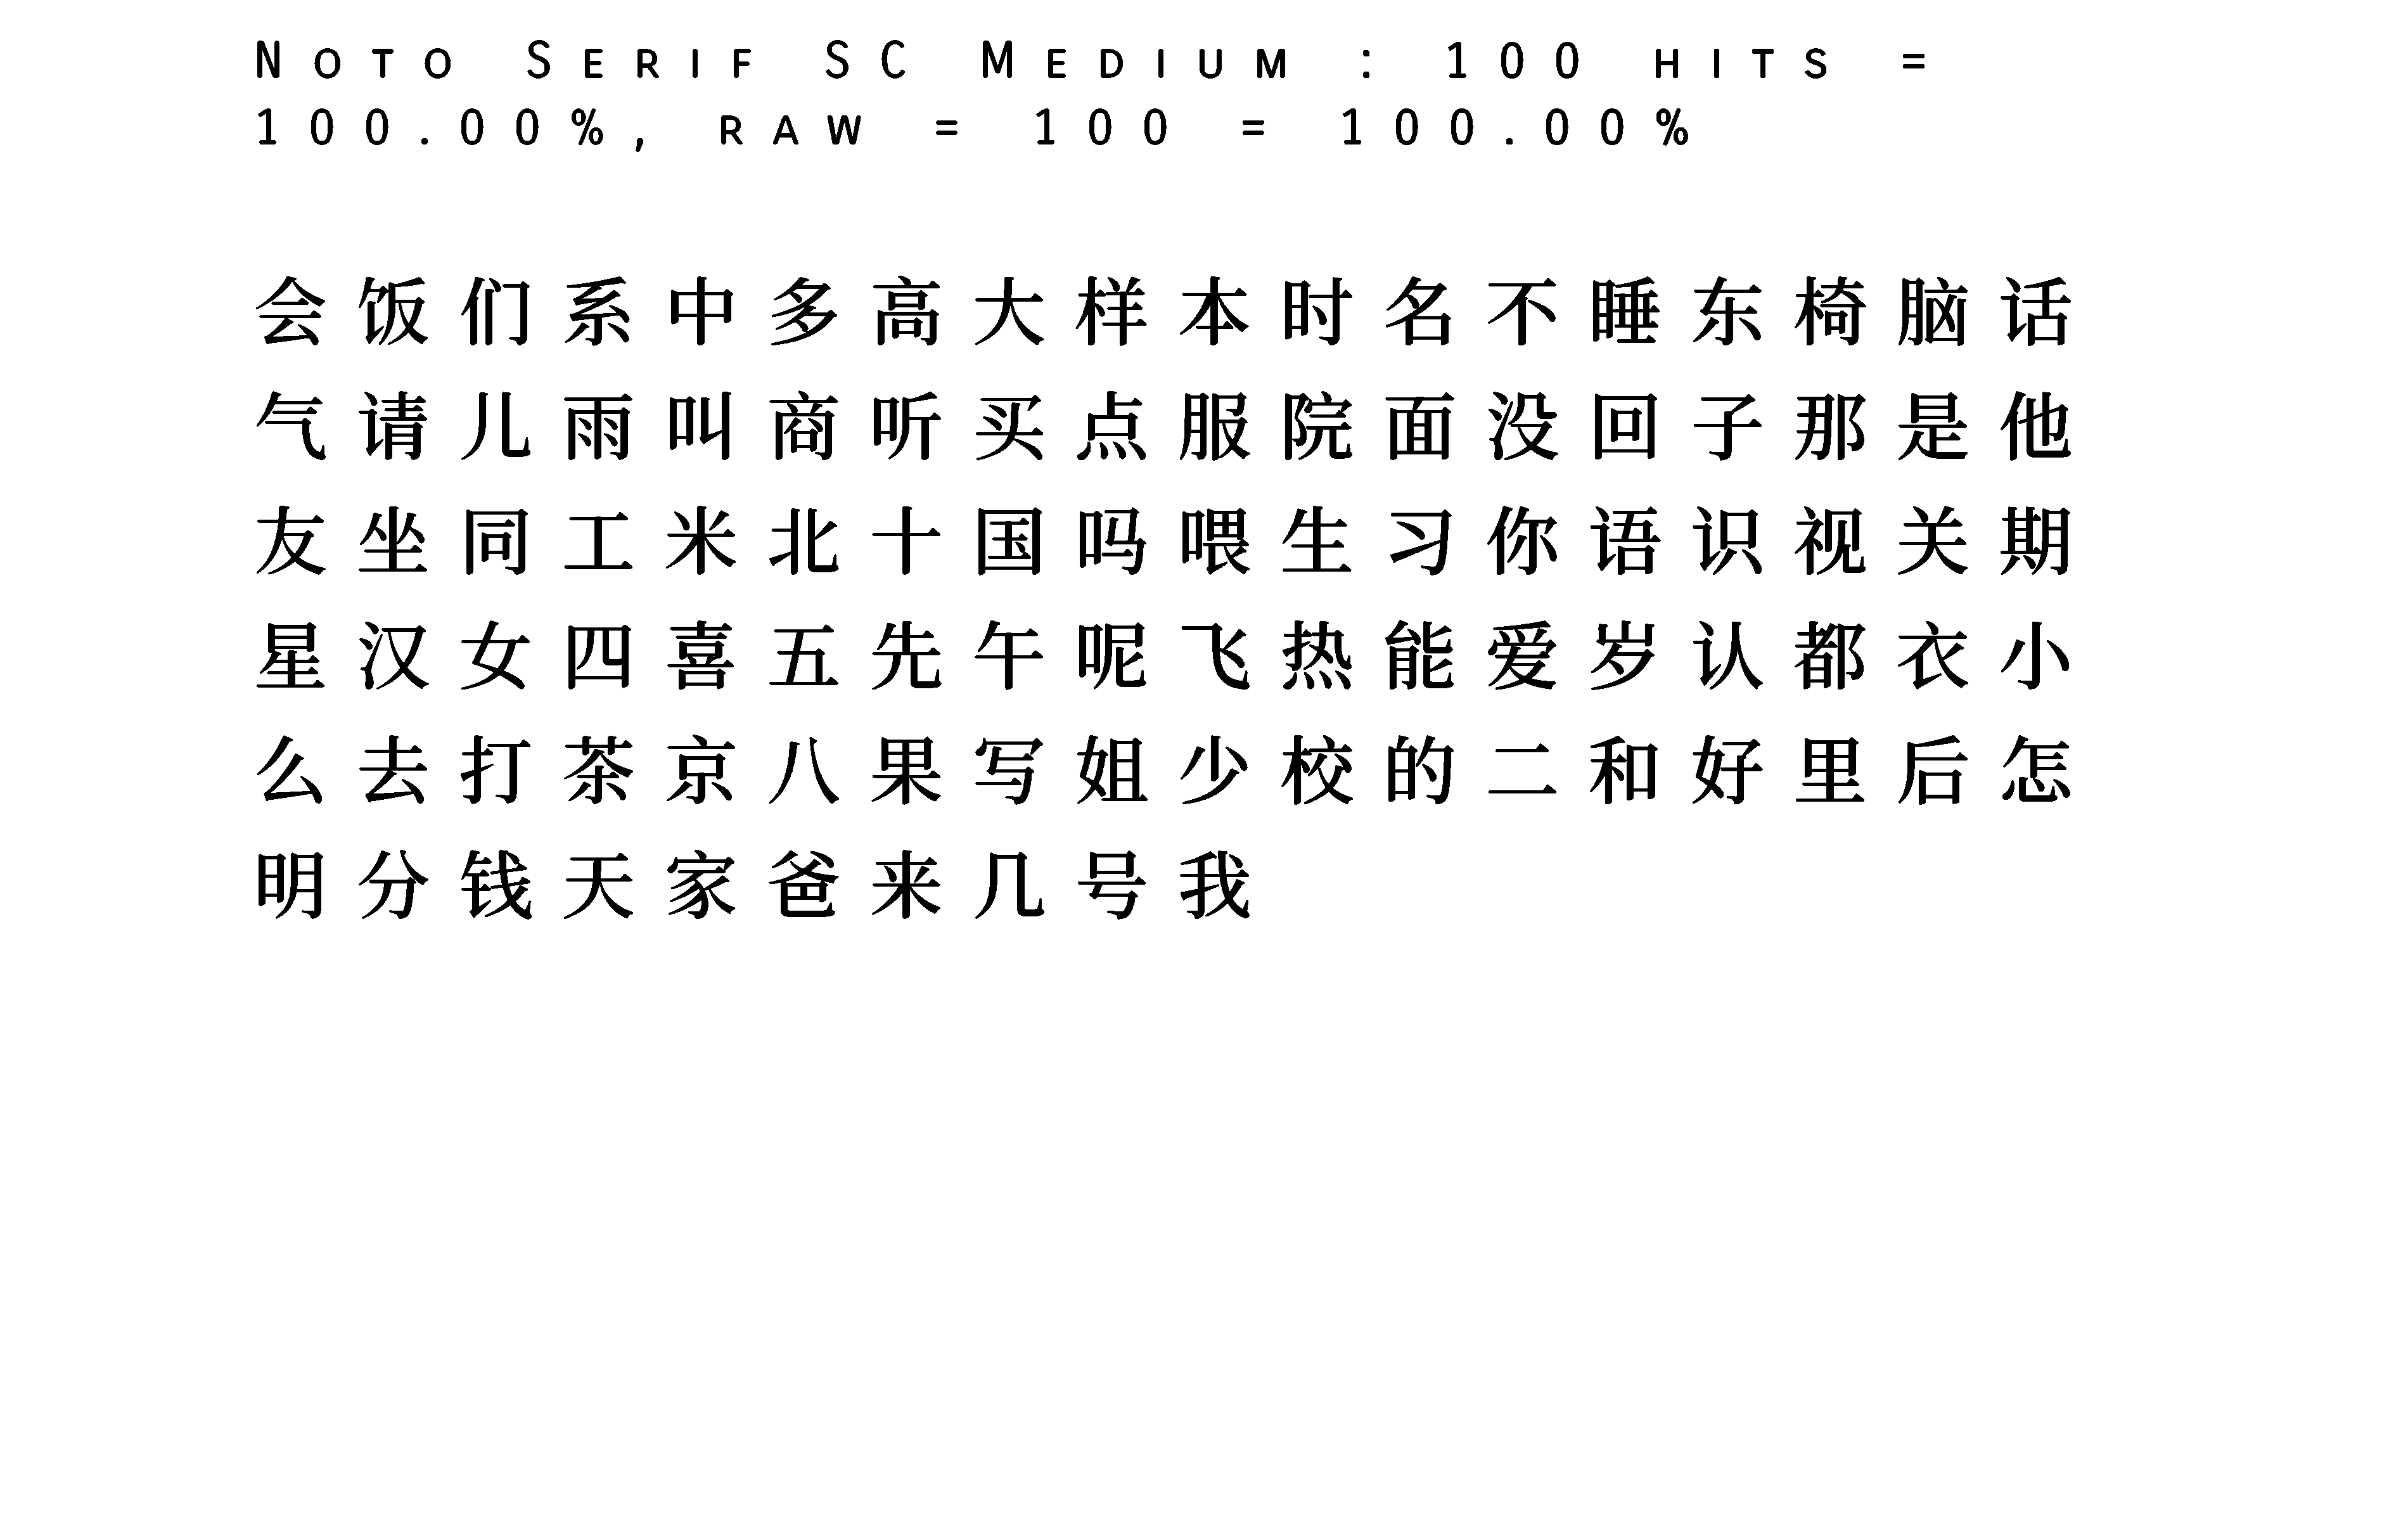 Noto Serif SC Medium : 100 hits =
100.00%, raw = 100 = 100.00%
会饭们系中多高大样本时名不睡东椅脑话
气请儿雨叫商听买点服院面没回子那是他
友坐同工米北十国吗喂生习你语识视关期
星汉女四喜五先午呢飞热能爱岁认都衣小
么去打茶京八果写姐少校的二和好里后怎
明分钱天家爸来几号我